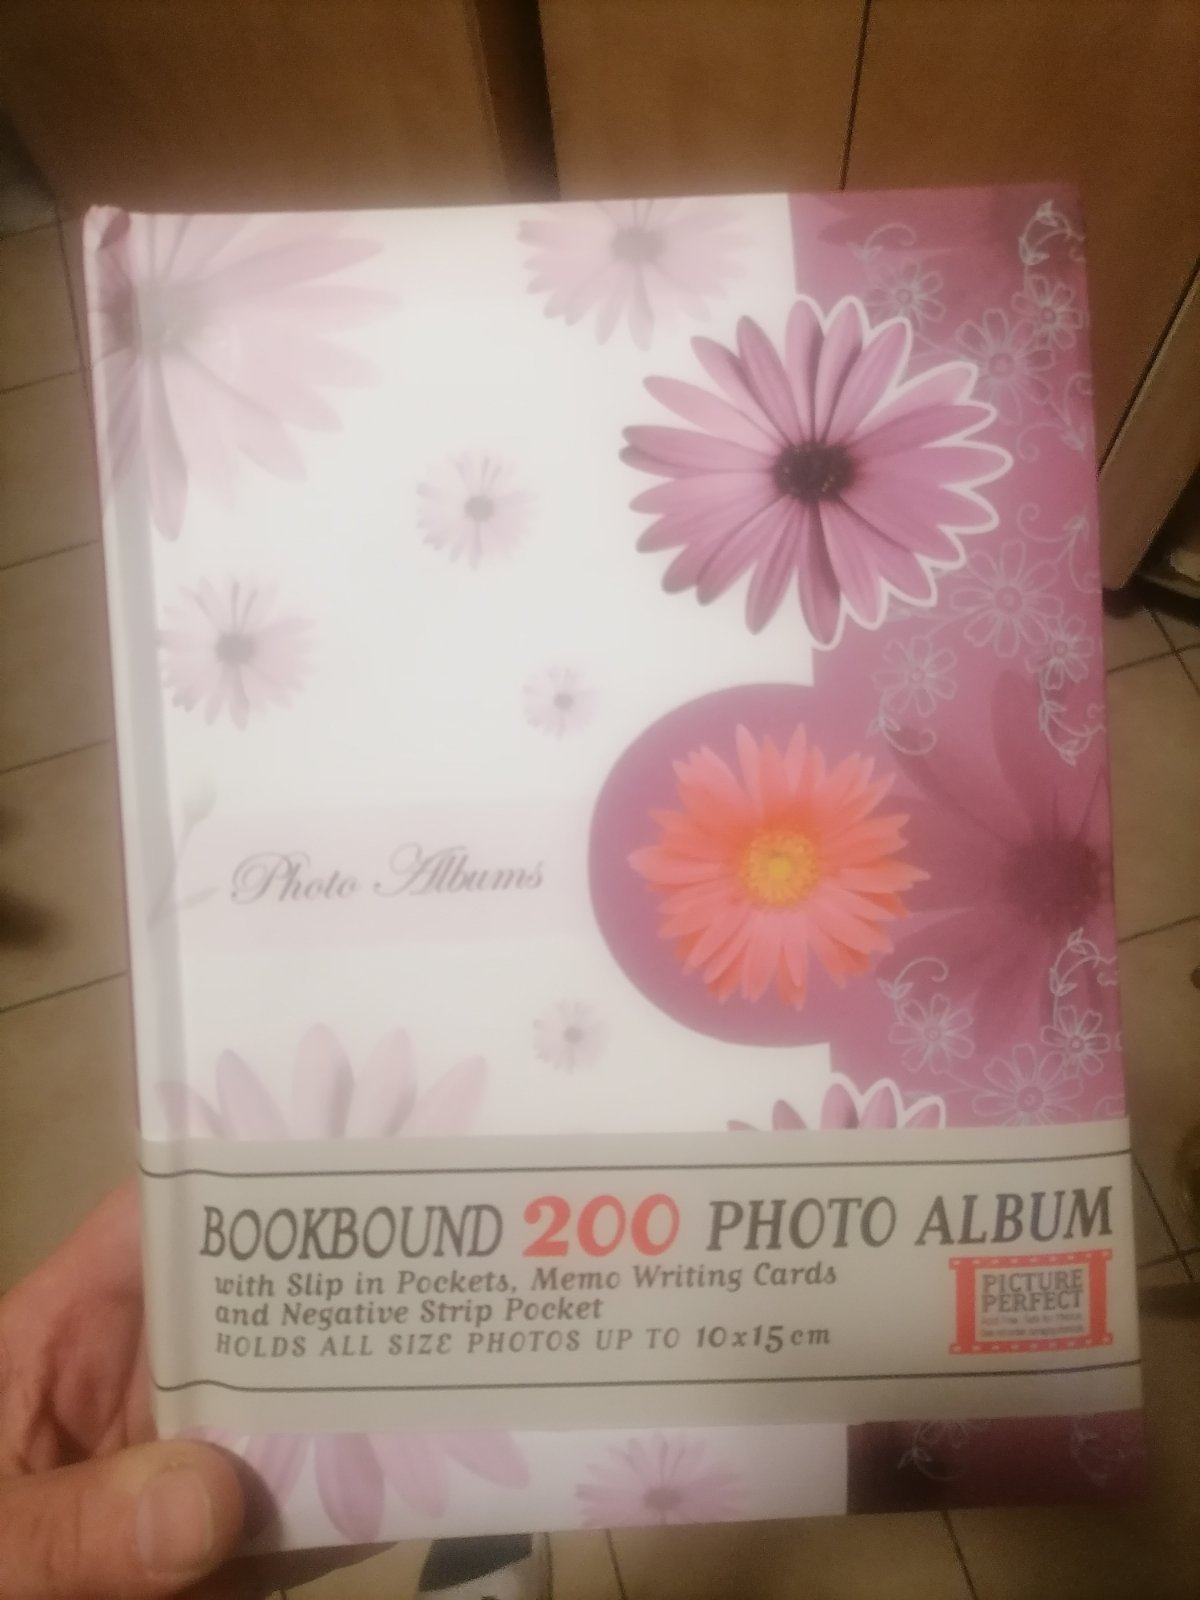 Photo Albums
BOOKBOUND 200 PHOTO ALBUM
with Slip in Pockets, Memo Writing Cards
and Negative Strip Pocket
HOLDS ALL SIZE PHOTOS UP TO 10x15cm
PICTURE
PERFECT